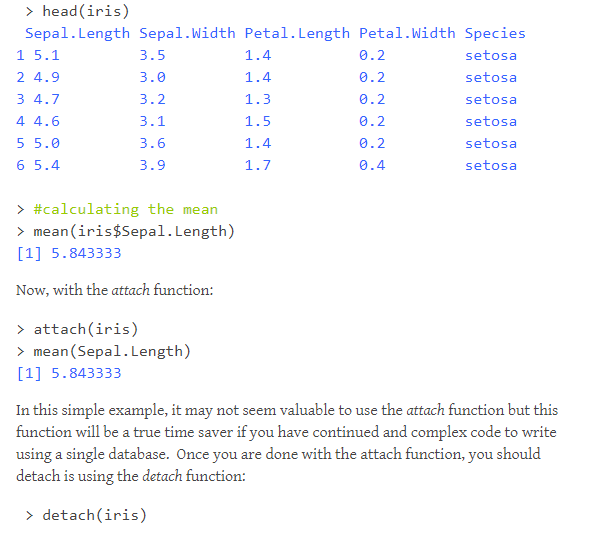 > head(iris)
Sepal.Length Sepal.Width Petal.Length Petal.Width Species
1 5.1 3.5 1.4 0.2 setosa
2 4.9 3.0 1.4 0.2 setosa
3 4.7 3.2 1.3 0.2 setosa
4 4.6 3.1 1.5 0.2 setosa
5 5.0 3.6 1.4 0.2 setosa
6 5.4 3.9 1.7 0.4 setosa
> #calculating the mean
> mean(iris$Sepal.Length)
[1] 5.843333
Now, with the attach function:
> attach(iris)
> mean(Sepal.Length)
[1] 5.843333
In this simple example, it may not seem valuable to use the attach function but this
function will be a true time saver if you have continued and complex code to write
using a single database.  Once you are done with the attach function, you should
detach is using the detach function:
> detach(iris)